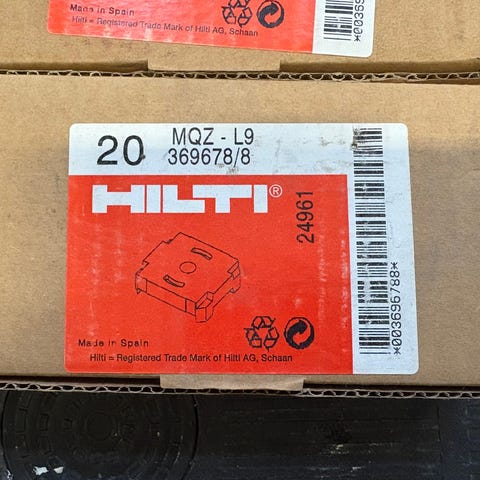 Made in Spain
Hilti = Registered Trade Mark of Hilti AG, Schaan
20
MQZ - L9
369678/8
HILTI®
24961
*003696788*
Made in Spain
Hilti = Registered Trade Mark of Hilti AG, Schaan